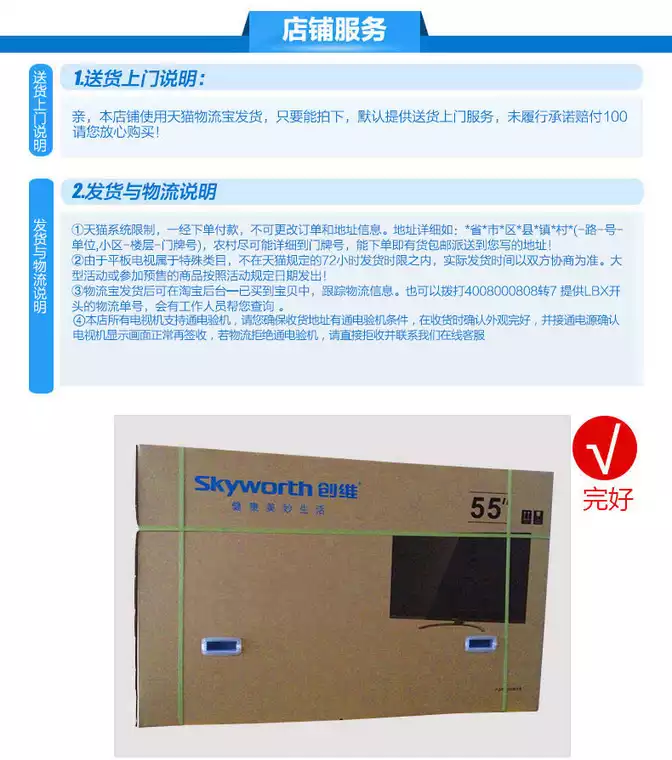 店铺服务
送货上门说明
1.送货上门说明：
亲，本店铺使用天猫物流宝发货，只要能拍下，默认提供送货上门服务，未履行承诺赔付100
请您放心购买！
发货与物流说明
2.发货与物流说明
①天猫系统限制，一经下单付款，不可更改订单和地址信息。地址详细如：*省*市*区*县*镇*村*(-路-号-
单位,小区-楼层-门牌号)，农村尽可能详细到门牌号，能下单即有货包邮派送到您写的地址！
②由于平板电视属于特殊类目，不在天猫规定的72小时发货时限之内，实际发货时间以双方协商为准。大
型活动或参加预售的商品按照活动规定日期发出！
③物流宝发货后可在淘宝后台—已买到宝贝中，跟踪物流信息。也可以拨打4008000808转7 提供LBX开
头的物流单号，会有工作人员帮您查询 。
④本店所有电视机支持通电验机，请您确保收货地址有通电验机条件，在收货时确认外观完好，并接通电源确认
电视机显示画面正常再签收，若物流拒绝通电验机，请直接拒收并联系我们在线客服
√
完好
Skyworth 创维
健康美妙生活
55"